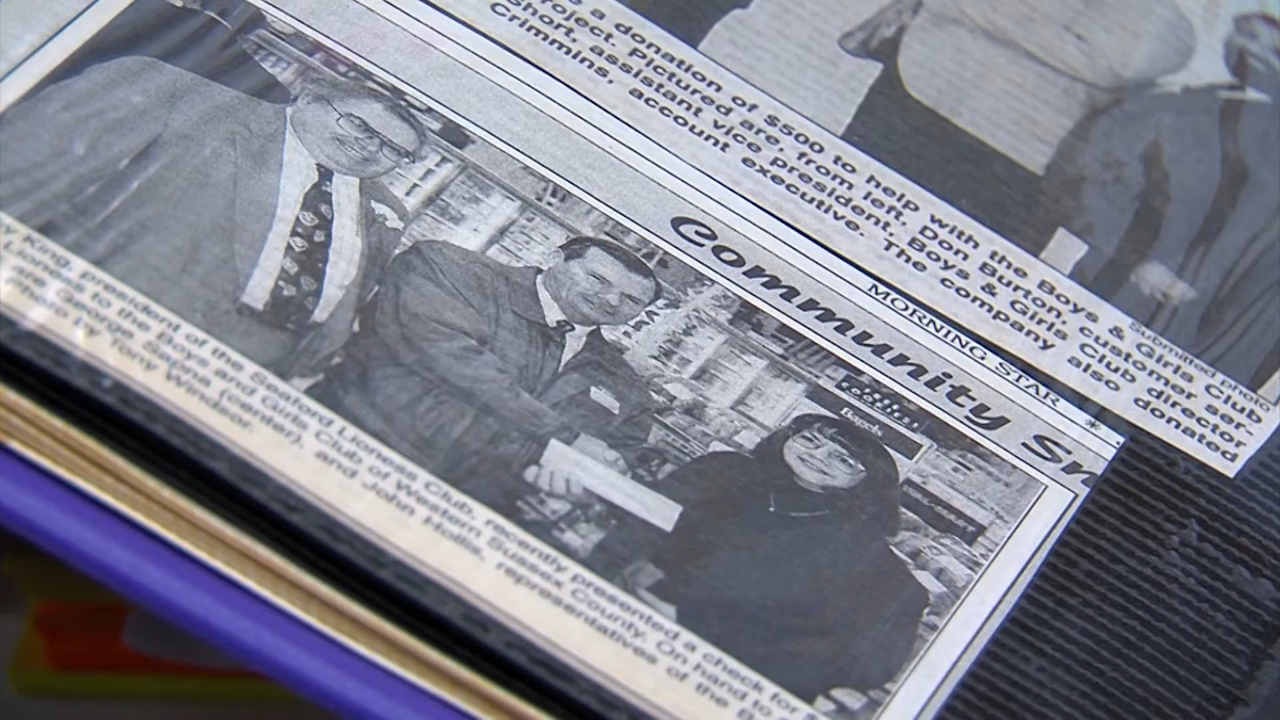 a donation of $500 to help with the Boys & Girls Club
Project. Pictured are, from left, Don Burton, customer ser-
Short, assistant vice president, Boys & Girls Club director
Crimmins, account executive. The company also donated
Submitted photo
MORNING STAR *
Community
Bagels
King, president of the Seaford Lioness Club, recently presented a check for $
to the Boys and Girls Club of Western Sussex County. On hand to
are George Sapna (center), and John Hollis, representatives of the
Photo by Tony Windsor.